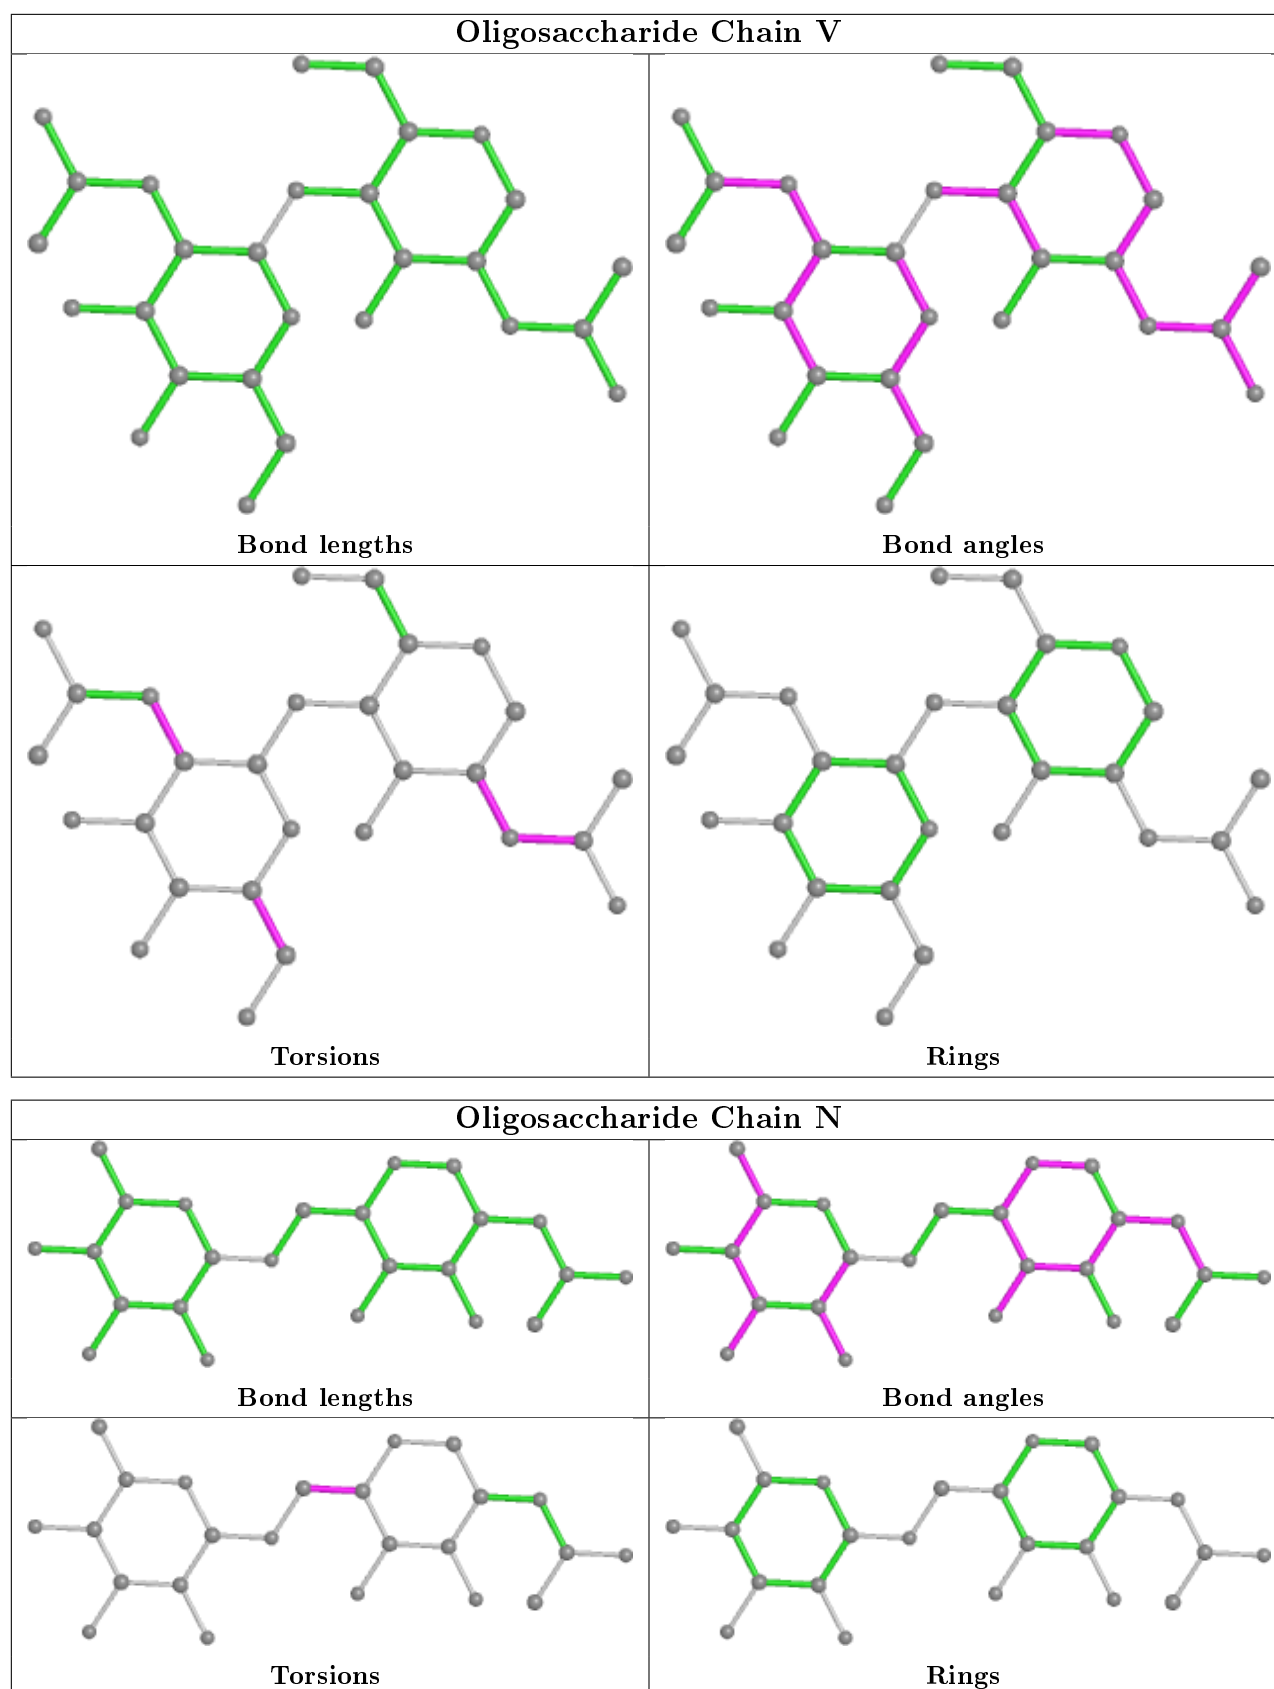 Oligosaccharide Chain V
Bond lengths
Bond angles
Torsions
Rings
Oligosaccharide Chain N
Bond lengths
Bond angles
Torsions
Rings